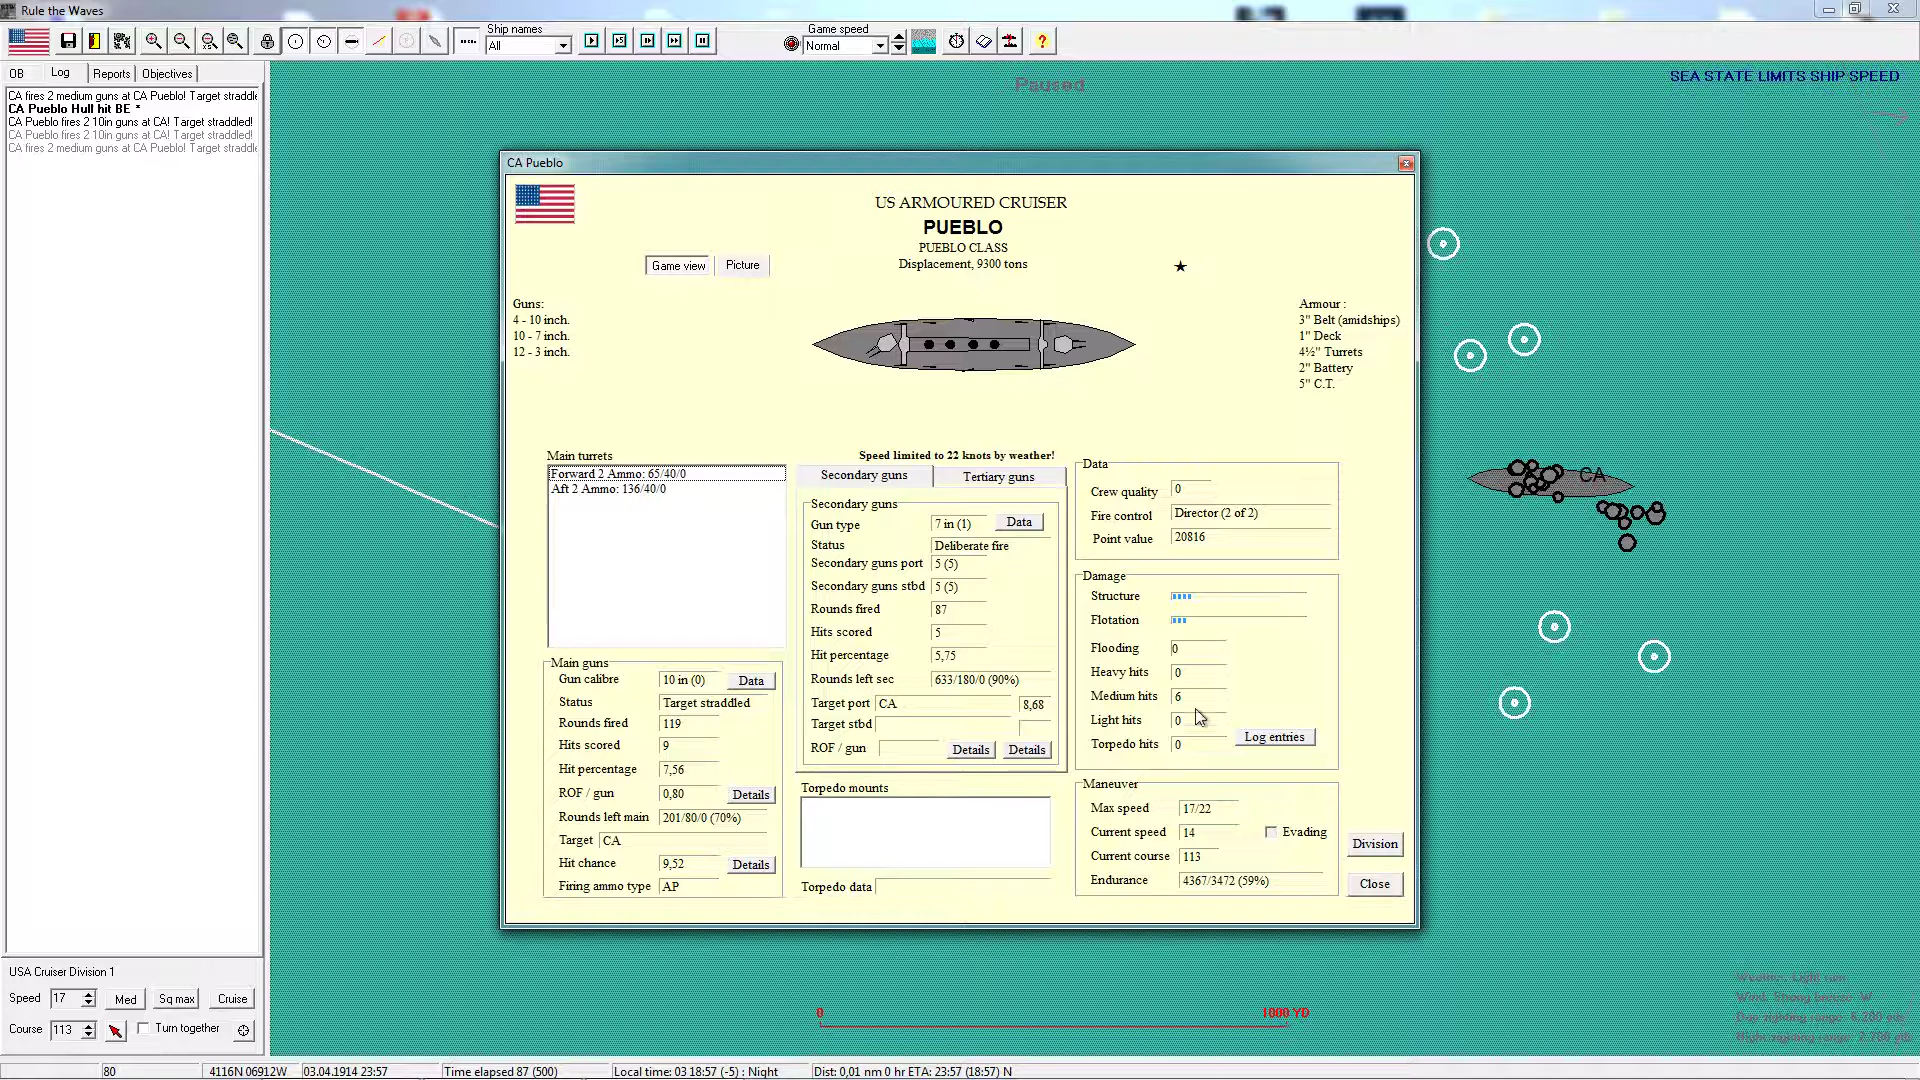 Rule the Waves
Ship names
All
Game speed
Normal
OB
Log
Reports
Objectives
CA fires 2 medium guns at CA Pueblo! Target straddle
CA Pueblo Hull hit BE *
CA Pueblo fires 2 10in guns at CA! Target straddled!
CA Pueblo fires 2 10in guns at CA! Target straddled!
CA fires 2 medium guns at CA Pueblo! Target straddle
Paused
SEA STATE LIMITS SHIP SPEED
CA Pueblo
US ARMOURED CRUISER
PUEBLO
PUEBLO CLASS
Displacement, 9300 tons
Game view
Picture
Guns:
4 - 10 inch.
10 - 7 inch.
12 - 3 inch.
Armour :
3" Belt (amidships)
1" Deck
4½" Turrets
2" Battery
5" C.T.
Main turrets
Forward 2 Ammo: 65/40/0
Aft 2 Ammo: 136/40/0
Main guns
Gun calibre 10 in (0) Data
Status Target straddled
Rounds fired 119
Hits scored 9
Hit percentage 7,56
ROF / gun 0,80 Details
Rounds left main 201/80/0 (70%)
Target CA
Hit chance 9,52 Details
Firing ammo type AP
Speed limited to 22 knots by weather!
Secondary guns
Tertiary guns
Secondary guns
Gun type 7 in (1) Data
Status Deliberate fire
Secondary guns port 5 (5)
Secondary guns stbd 5 (5)
Rounds fired 87
Hits scored 5
Hit percentage 5,75
Rounds left sec 633/180/0 (90%)
Target port CA 8,68
Target stbd
ROF / gun Details Details
Torpedo mounts
Torpedo data
Data
Crew quality 0
Fire control Director (2 of 2)
Point value 20816
Damage
Structure
Flotation
Flooding 0
Heavy hits 0
Medium hits 6
Light hits 0
Torpedo hits 0
Log entries
Maneuver
Max speed 17/22
Current speed 14
Evading
Current course 113
Endurance 4367/3472 (59%)
Division
Close
CA
USA Cruiser Division 1
Speed 17 Med Sq max Cruise
Course 113 Turn together
0 1000 YD
Weather: Light rain
Wind: Strong breeze W
80
4116N 06912W
03.04.1914 23:57
Time elapsed 87 (500)
Local time: 03 18:57 (-5) : Night
Dist: 0,01 nm 0 hr ETA: 23:57 (18:57) N